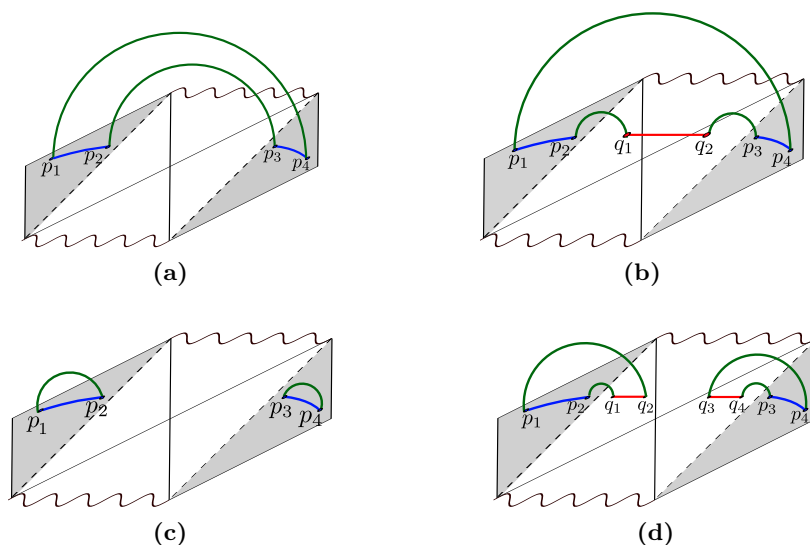 p₁ p₂ p₃ p₄
(a)
p₁ p₂ q₁ q₂ p₃ p₄
(b)
p₁ p₂ p₃ p₄
(c)
p₁ p₂ q₁ q₂ q₃ q₄ p₃ p₄
(d)